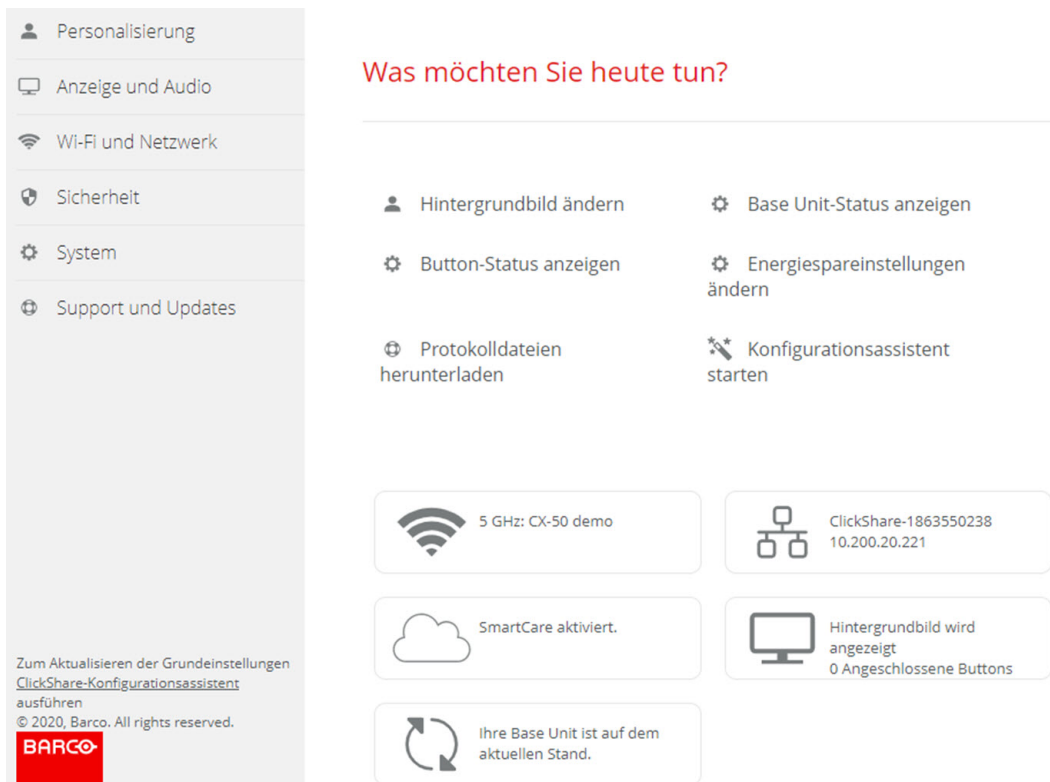 Personalisierung
Anzeige und Audio
Wi-Fi und Netzwerk
Sicherheit
System
Support und Updates
Zum Aktualisieren der Grundeinstellungen
ClickShare-Konfigurationsassistent
ausführen
© 2020, Barco. All rights reserved.
BARCO
Was möchten Sie heute tun?
Hintergrundbild ändern
Base Unit-Status anzeigen
Button-Status anzeigen
Energiespareinstellungen
ändern
Protokolldateien
herunterladen
Konfigurationsassistent
starten
5 GHz: CX-50 demo
ClickShare-1863550238
10.200.20.221
SmartCare aktiviert.
Hintergrundbild wird
angezeigt
0 Angeschlossene Buttons
Ihre Base Unit ist auf dem
aktuellen Stand.